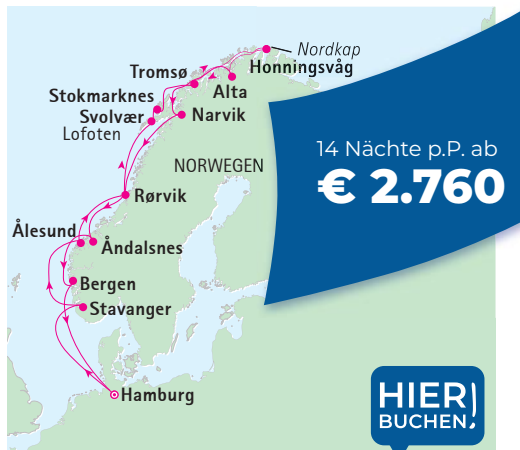 Nordkap
Honningsvåg
Tromsø
Alta
Stokmarknes
Svolvær
Lofoten
Narvik
NORWEGEN
Rørvik
Ålesund
Åndalsnes
Bergen
Stavanger
Hamburg
14 Nächte p.P. ab
€ 2.760
HIER
BUCHEN!